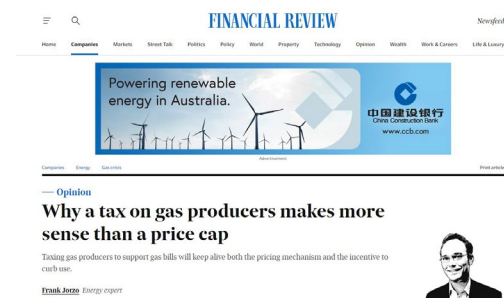 FINANCIAL REVIEW
Newsfeed
Home Companies Markets Street Talk Politics Policy World Property Technology Opinion Wealth Work & Careers Life & Luxury
Powering renewable
energy in Australia.
中国建设银行
China Construction Bank
www.ccb.com
Advertisement
Companies Energy Gas crisis
Print article
Opinion
Why a tax on gas producers makes more
sense than a price cap
Taxing gas producers to support gas bills will keep alive both the pricing mechanism and the incentive to
curb use.
Frank Jotzo Energy expert